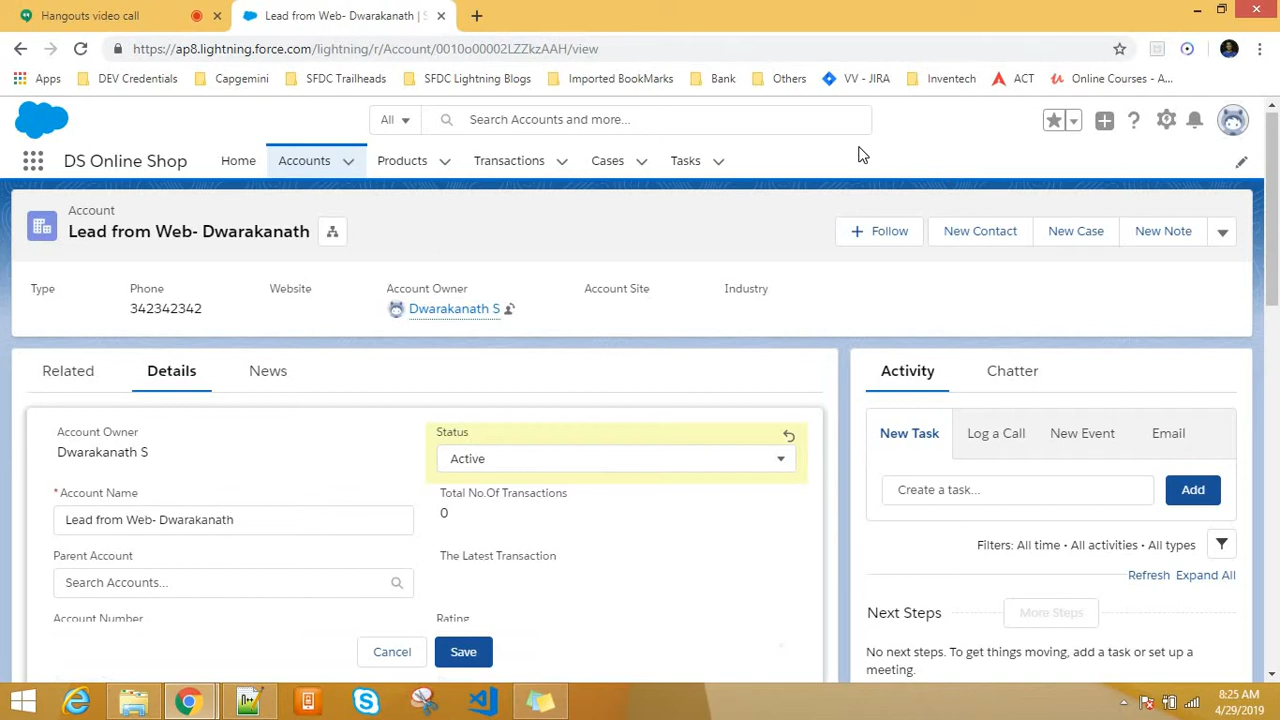 Hangouts video call
Lead from Web- Dwarakanath | S
https://ap8.lightning.force.com/lightning/r/Account/0010o00002LZZkzAAH/view
Apps DEV Credentials Capgemini SFDC Trailheads SFDC Lightning Blogs Imported BookMarks Bank Others VV - JIRA Inventech ACT Online Courses - A...
All Search Accounts and more...
DS Online Shop Home Accounts Products Transactions Cases Tasks
Account
Lead from Web- Dwarakanath
Follow New Contact New Case New Note
Type Phone Website Account Owner Account Site Industry
342342342 Dwarakanath S
Related Details News
Activity Chatter
Account Owner
Dwarakanath S
Status
Active
* Account Name
Lead from Web- Dwarakanath
Total No.Of Transactions
0
Parent Account
Search Accounts...
The Latest Transaction
Account Number
Rating
Cancel Save
New Task Log a Call New Event Email
Create a task... Add
Filters: All time • All activities • All types
Refresh Expand All
Next Steps More Steps
No next steps. To get things moving, add a task or set up a
meeting.
8:25 AM
4/29/2019